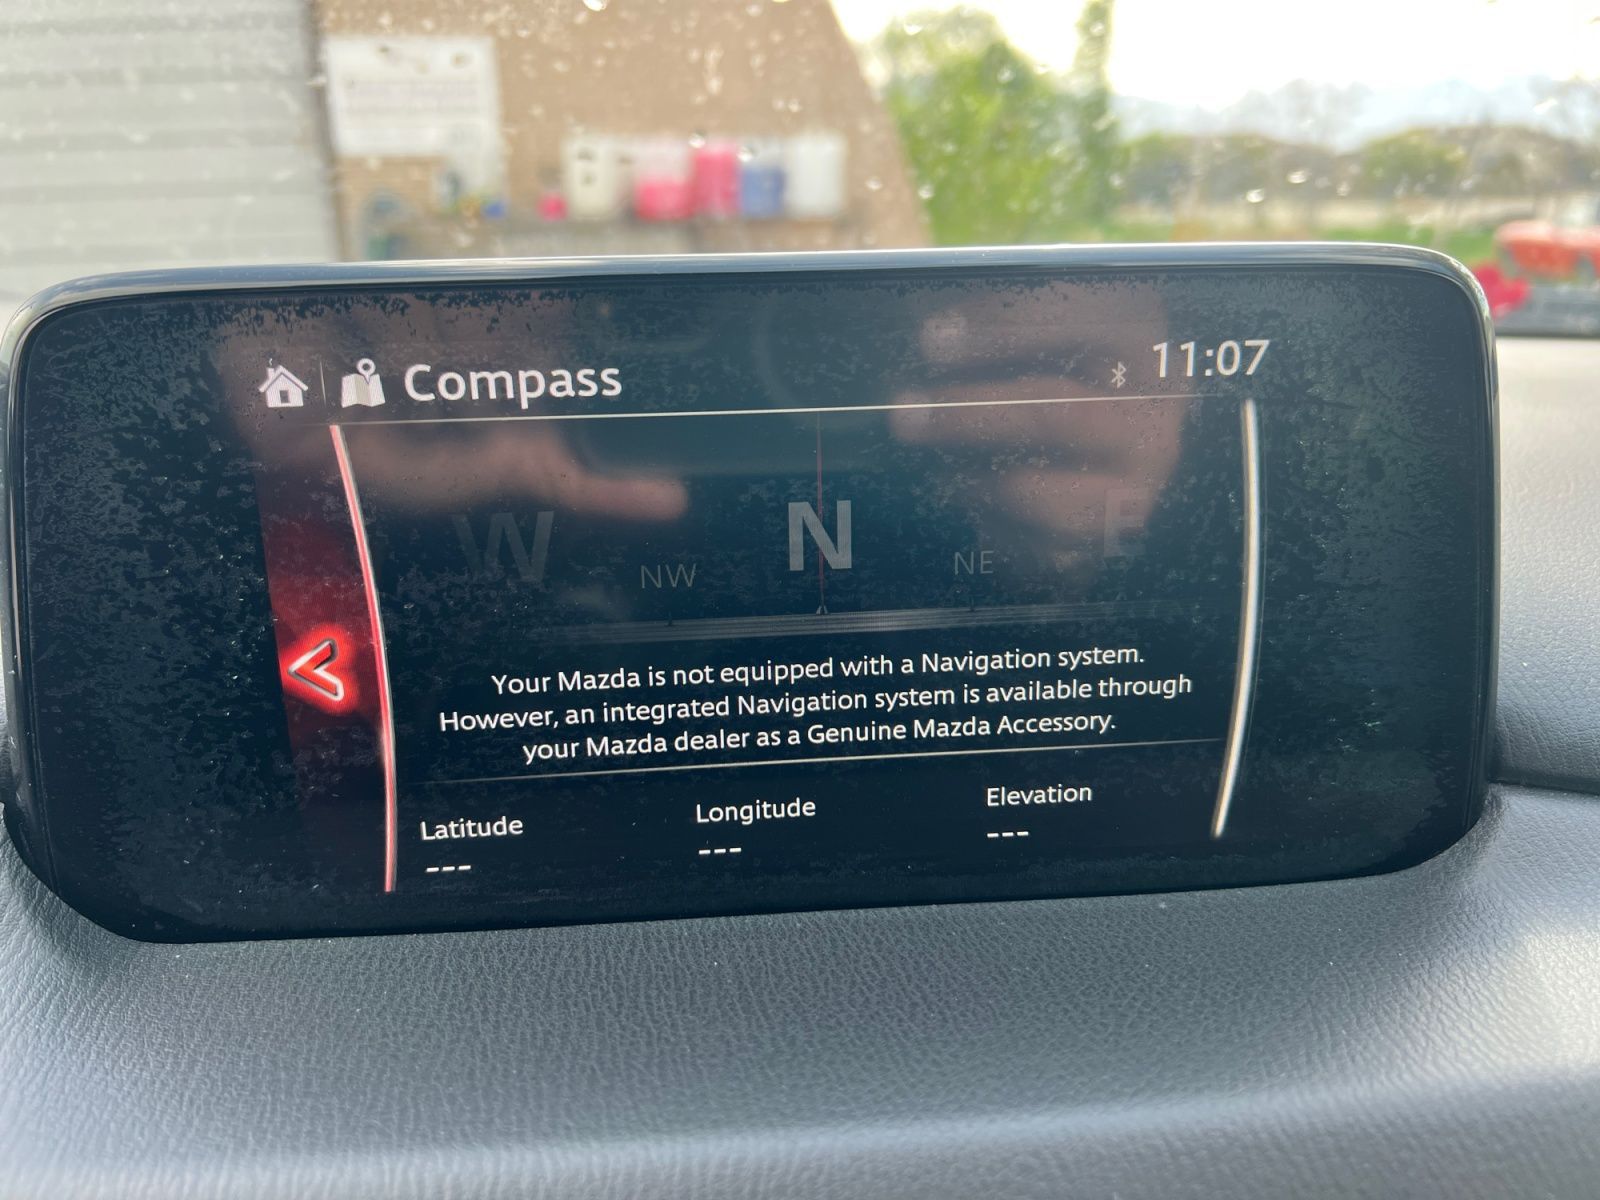 Compass
11:07
W
NW
N
NE
E
Your Mazda is not equipped with a Navigation system.
However, an integrated Navigation system is available through
your Mazda dealer as a Genuine Mazda Accessory.
Latitude
Longitude
Elevation
---
---
---